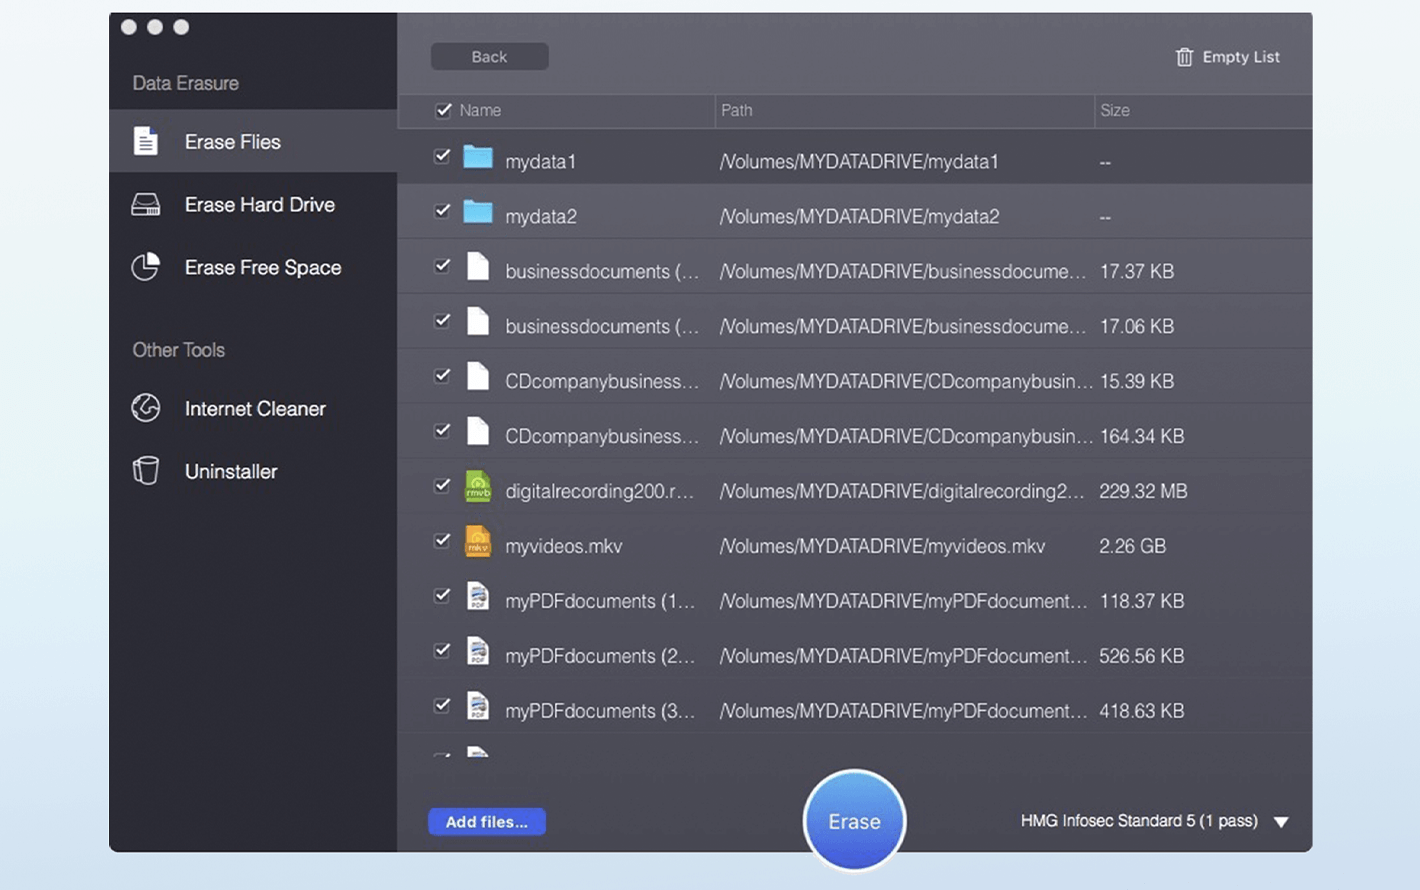 Data Erasure
Erase Flies
Erase Hard Drive
Erase Free Space
Other Tools
Internet Cleaner
Uninstaller
Back
Empty List
Name Path Size
mydata1 /Volumes/MYDATADRIVE/mydata1 --
mydata2 /Volumes/MYDATADRIVE/mydata2 --
businessdocuments (... /Volumes/MYDATADRIVE/businessdocume... 17.37 KB
businessdocuments (... /Volumes/MYDATADRIVE/businessdocume... 17.06 KB
CDcompanybusiness... /Volumes/MYDATADRIVE/CDcompanybusin... 15.39 KB
CDcompanybusiness... /Volumes/MYDATADRIVE/CDcompanybusin... 164.34 KB
rmvb digitalrecording200.r... /Volumes/MYDATADRIVE/digitalrecording2... 229.32 MB
mkv myvideos.mkv /Volumes/MYDATADRIVE/myvideos.mkv 2.26 GB
PDF myPDFdocuments (1... /Volumes/MYDATADRIVE/myPDFdocument... 118.37 KB
PDF myPDFdocuments (2... /Volumes/MYDATADRIVE/myPDFdocument... 526.56 KB
PDF myPDFdocuments (3... /Volumes/MYDATADRIVE/myPDFdocument... 418.63 KB
Add files...
Erase
HMG Infosec Standard 5 (1 pass)